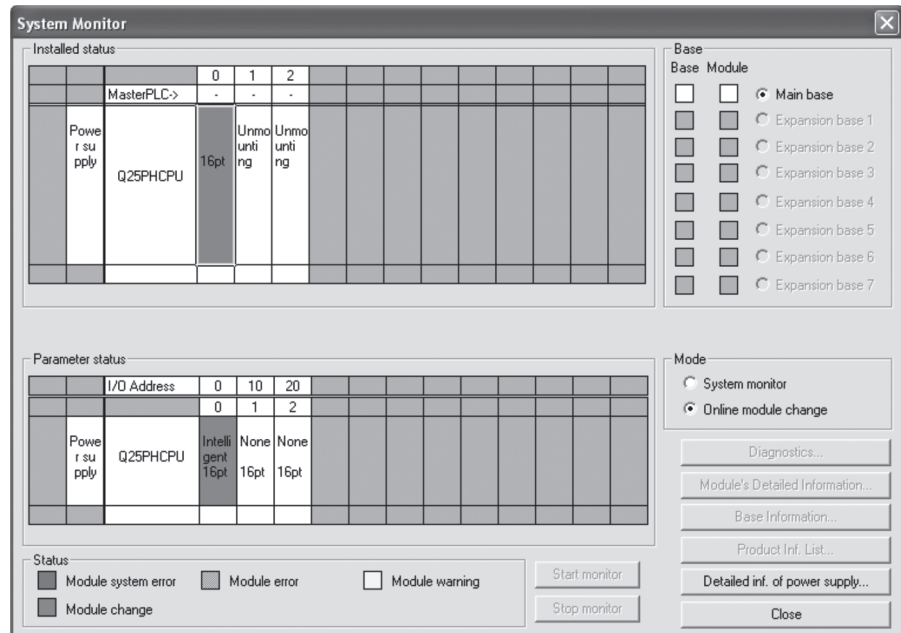 System Monitor
Installed status
0 1 2
MasterPLC-> - - -
Powe
r su
pply
Q25PHCPU
16pt
Unmo
unti
ng
Unmo
unti
ng
Base
Base Module
Main base
Expansion base 1
Expansion base 2
Expansion base 3
Expansion base 4
Expansion base 5
Expansion base 6
Expansion base 7
Parameter status
I/O Address 0 10 20
0 1 2
Powe
r su
pply
Q25PHCPU
Intelli
gent
16pt
None
16pt
None
16pt
Mode
System monitor
Online module change
Diagnostics...
Module's Detailed Information...
Base Information...
Product Inf. List...
Detailed inf. of power supply...
Close
Status
Module system error Module error Module warning
Module change
Start monitor
Stop monitor